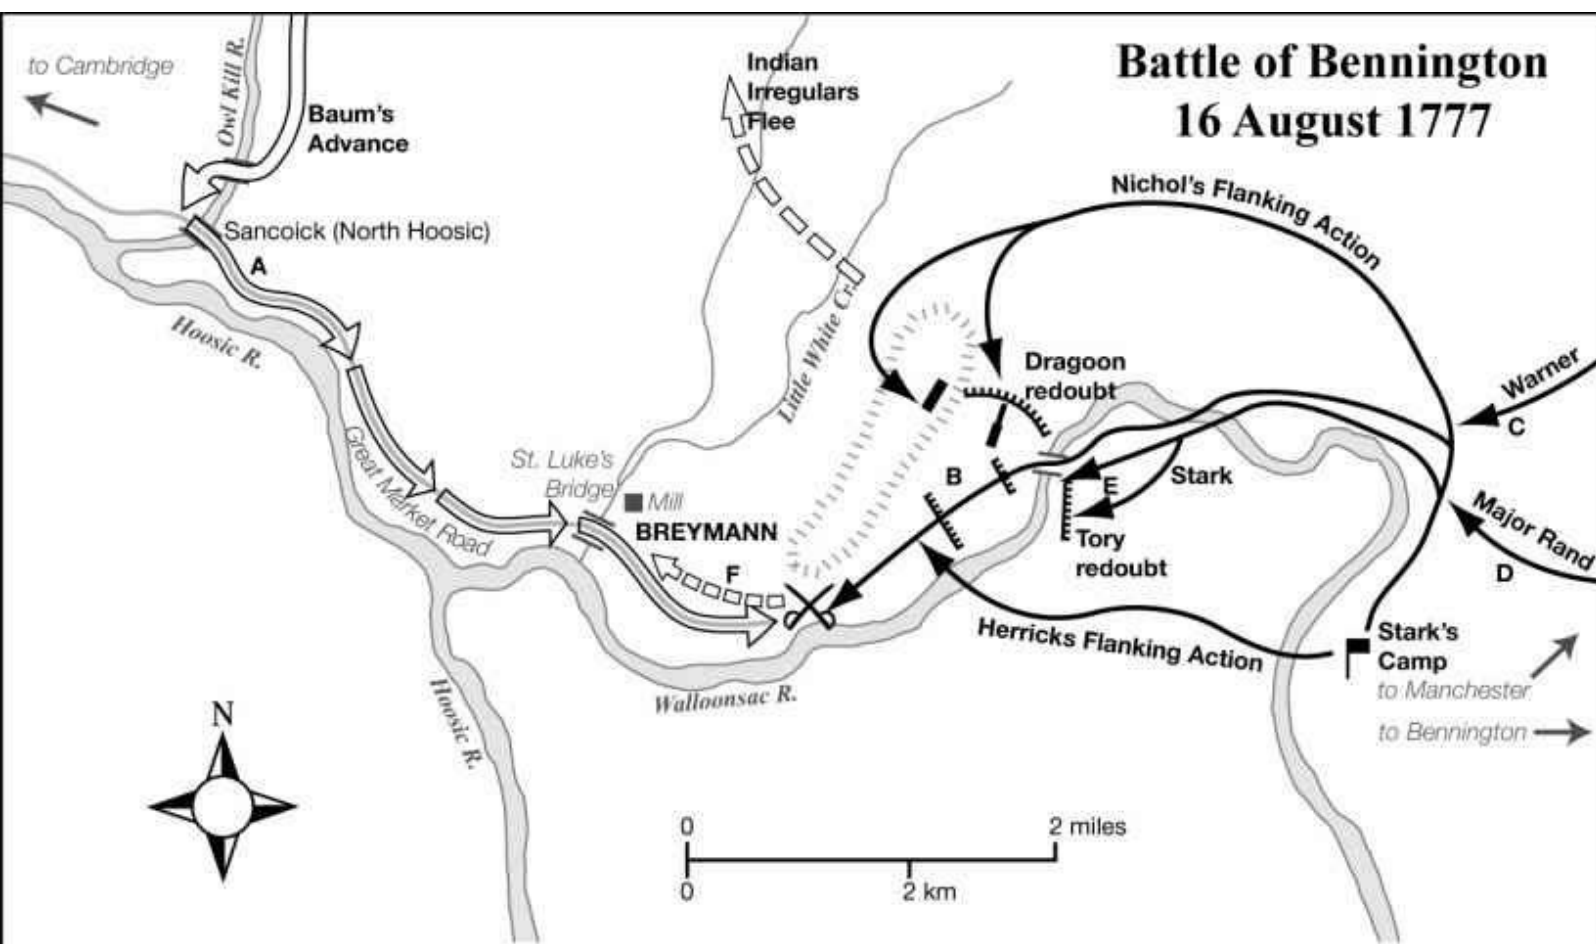 Battle of Bennington
16 August 1777
to Cambridge
Owl Kill R.
Baum's
Advance
Indian
Irregulars
Flee
Nichol's Flanking Action
Sancoick (North Hoosic)
A
Hoosic R.
Little White Cr.
Dragoon
redoubt
Warner
C
Great Market Road
St. Luke's
Bridge
Mill
BREYMANN
B
E
Stark
Major Rand
D
Tory
redoubt
F
Herricks Flanking Action
Stark's
Camp
to Manchester
to Bennington
Walloonsac R.
Hoosic R.
N
0
2 miles
0
2 km